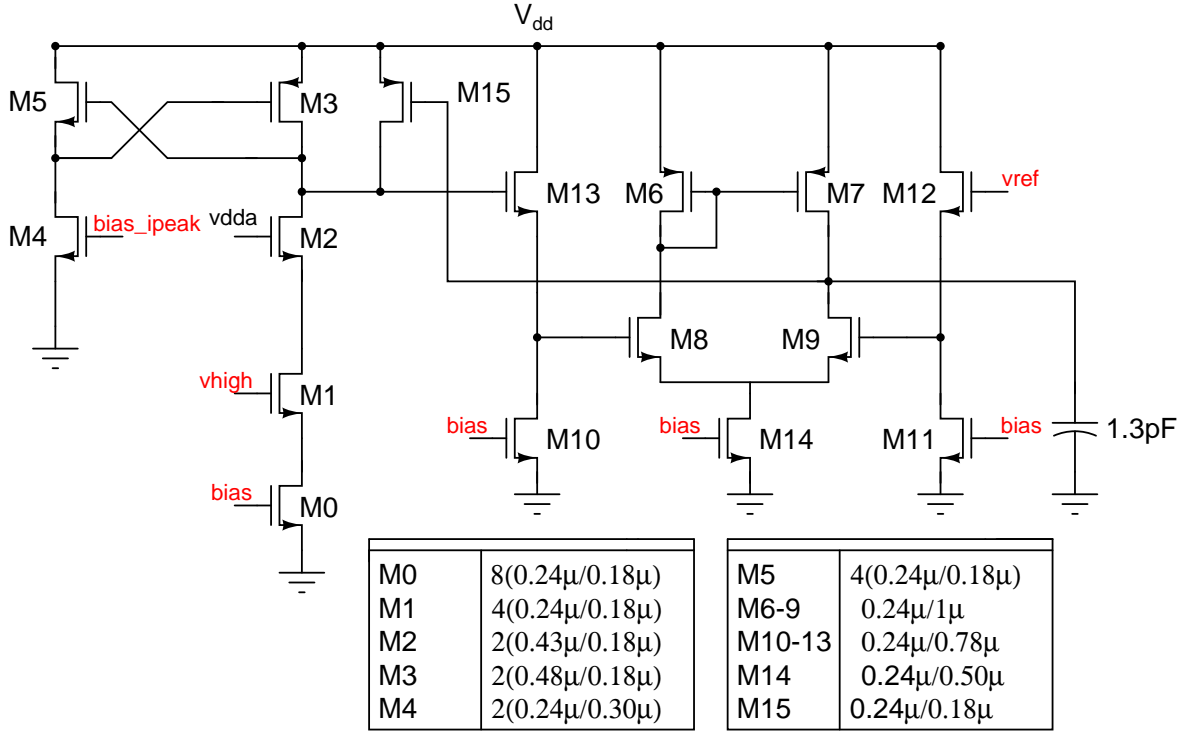 Vdd
M5
M3
M15
M13
M6
M7
M12
vref
M4
bias_ipeak
vdda
M2
M8
M9
vhigh
M1
bias
M10
bias
M14
M11
bias
1.3pF
bias
M0
M0 8(0.24μ/0.18μ)
M1 4(0.24μ/0.18μ)
M2 2(0.43μ/0.18μ)
M3 2(0.48μ/0.18μ)
M4 2(0.24μ/0.30μ)
M5 4(0.24μ/0.18μ)
M6-9 0.24μ/1μ
M10-13 0.24μ/0.78μ
M14 0.24μ/0.50μ
M15 0.24μ/0.18μ